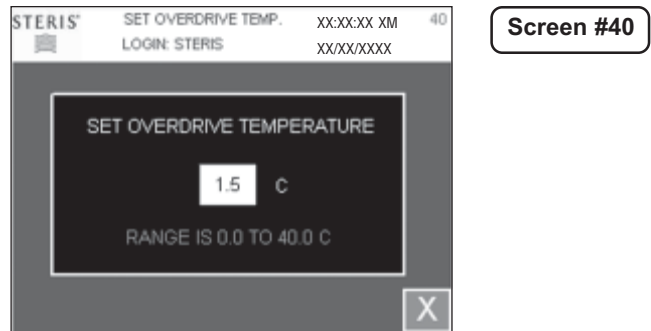 STERIS® SET OVERDRIVE TEMP. XX:XX:XX XM 40
LOGIN: STERIS XX/XX/XXXX
Screen #40
SET OVERDRIVE TEMPERATURE
1.5 C
RANGE IS 0.0 TO 40.0 C
X